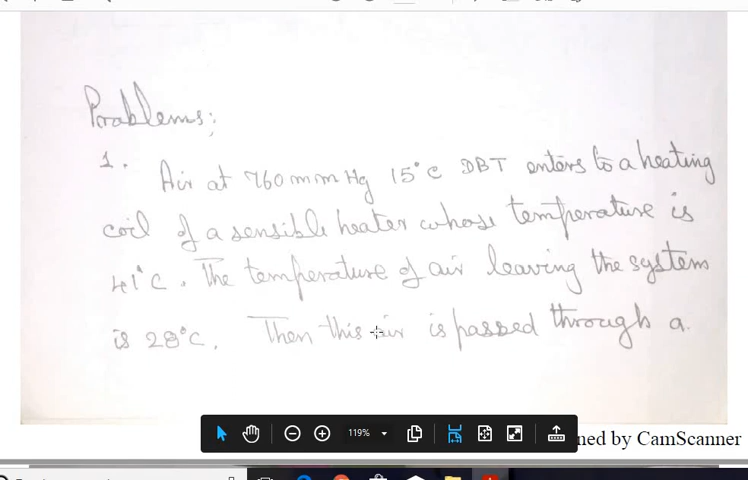 Problems;
1. Air at 760 mm Hg 15°C DBT enters to a heating
coil of a sensible heater whose temperature is
41°C. The temperature of air leaving the system
is 28°C. Then this air is passed through a
119%
ned by CamScanner